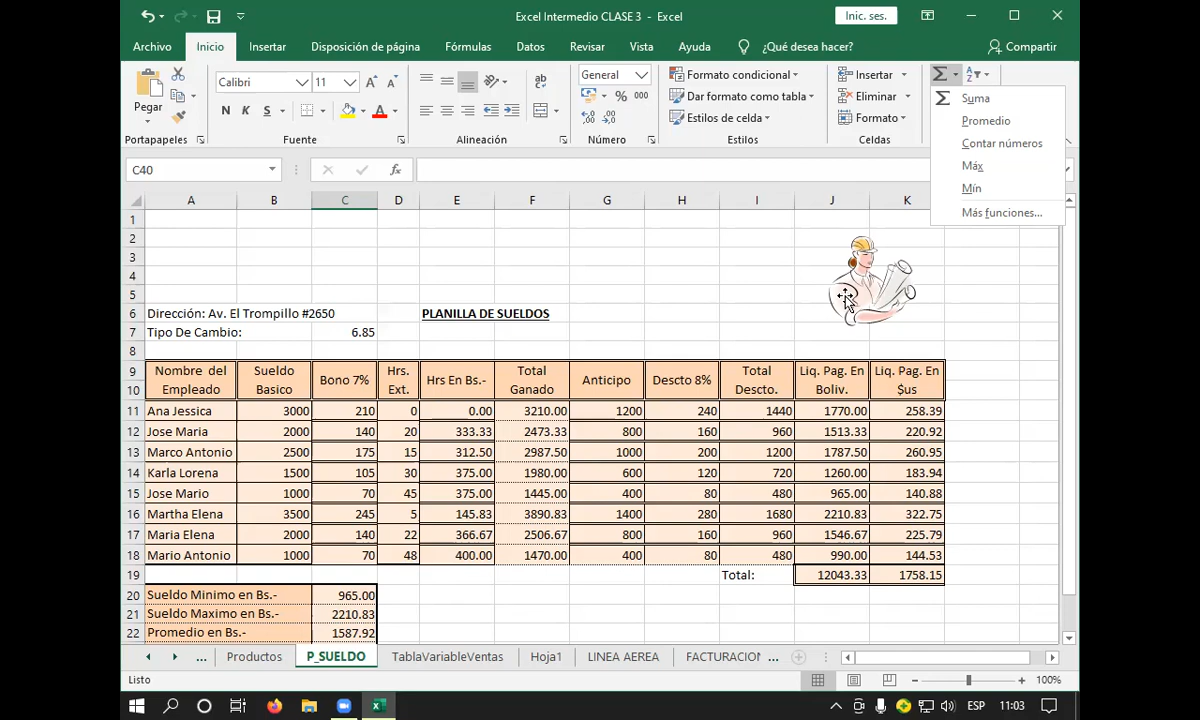 Excel Intermedio CLASE 3 - Excel
Inic. ses.
Archivo Inicio Insertar Disposición de página Fórmulas Datos Revisar Vista Ayuda ¿Qué desea hacer? Compartir
Pegar
Portapapeles
Calibri 11
N K S
Fuente
ab
Alineación
General
% 000
Número
Formato condicional
Dar formato como tabla
Estilos de celda
Estilos
Insertar
Eliminar
Formato
Celdas
Suma
Promedio
Contar números
Máx
Mín
Más funciones...
C40 fx
A B C D E F G H I J K
1
2
3
4
5
6 Dirección: Av. El Trompillo #2650 PLANILLA DE SUELDOS
7 Tipo De Cambio: 6.85
8
9 Nombre del Sueldo Bono 7% Hrs. Hrs En Bs.- Total Anticipo Descto 8% Total Liq. Pag. En Liq. Pag. En
10 Empleado Basico Ext. Ganado Descto. Boliv. $us
11 Ana Jessica 3000 210 0 0.00 3210.00 1200 240 1440 1770.00 258.39
12 Jose Maria 2000 140 20 333.33 2473.33 800 160 960 1513.33 220.92
13 Marco Antonio 2500 175 15 312.50 2987.50 1000 200 1200 1787.50 260.95
14 Karla Lorena 1500 105 30 375.00 1980.00 600 120 720 1260.00 183.94
15 Jose Mario 1000 70 45 375.00 1445.00 400 80 480 965.00 140.88
16 Martha Elena 3500 245 5 145.83 3890.83 1400 280 1680 2210.83 322.75
17 Maria Elena 2000 140 22 366.67 2506.67 800 160 960 1546.67 225.79
18 Mario Antonio 1000 70 48 400.00 1470.00 400 80 480 990.00 144.53
19 Total: 12043.33 1758.15
20 Sueldo Minimo en Bs.- 965.00
21 Sueldo Maximo en Bs.- 2210.83
22 Promedio en Bs.- 1587.92
... Productos P_SUELDO TablaVariableVentas Hoja1 LINEA AEREA FACTURACION ...
Listo 100%
ESP 11:03